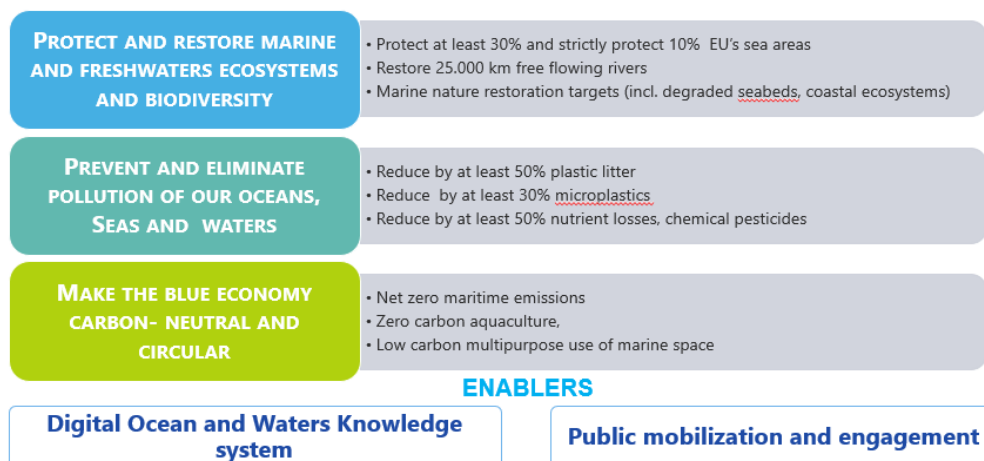 PROTECT AND RESTORE MARINE
AND FRESHWATERS ECOSYSTEMS
AND BIODIVERSITY
• Protect at least 30% and strictly protect 10% EU's sea areas
• Restore 25.000 km free flowing rivers
• Marine nature restoration targets (incl. degraded seabeds, coastal ecosystems)
PREVENT AND ELIMINATE
POLLUTION OF OUR OCEANS,
SEAS AND WATERS
• Reduce by at least 50% plastic litter
• Reduce by at least 30% microplastics
• Reduce by at least 50% nutrient losses, chemical pesticides
MAKE THE BLUE ECONOMY
CARBON- NEUTRAL AND
CIRCULAR
• Net zero maritime emissions
• Zero carbon aquaculture,
• Low carbon multipurpose use of marine space
ENABLERS
Digital Ocean and Waters Knowledge
system
Public mobilization and engagement